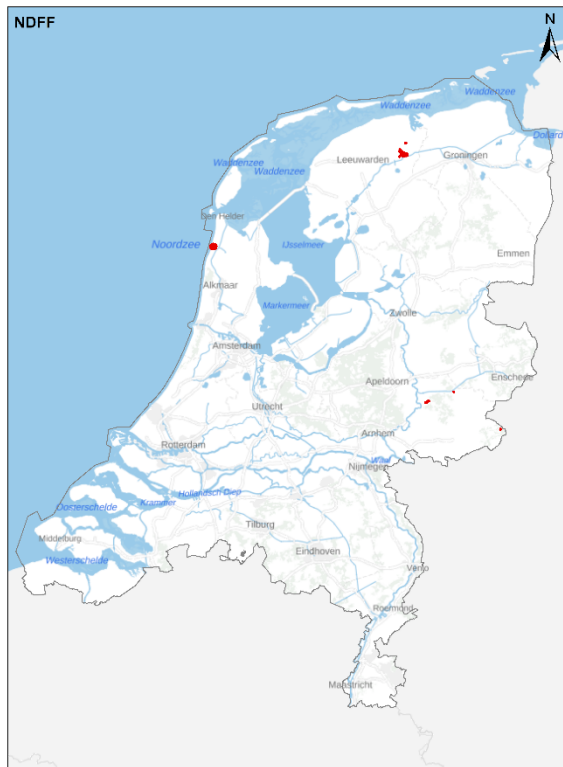 NDFF
N
Waddenzee
Waddenzee
Dollard
Leeuwarden
Groningen
Waddenzee
Waddenzee
Den Helder
Noordzee
IJsselmeer
Emmen
Alkmaar
Markermeer
Zwolle
Amsterdam
Apeldoorn
Enschede
Utrecht
Arnhem
Rotterdam
Waal
Nijmegen
Hollandsch Diep
Krammer
Oosterschelde
Tilburg
Middelburg
Eindhoven
Westerschelde
Venlo
Roermond
Maastricht